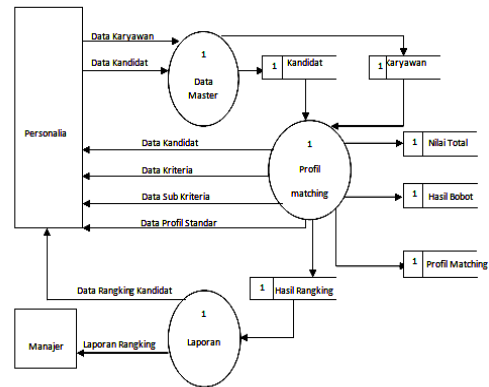 Data Karyawan
1
Data Kandidat
Data
Master
1 Kandidat
1 Karyawan
Personalia
Data Kandidat
1
Profil
matching
1 Nilai Total
Data Kriteria
Data Sub Kriteria
1 Hasil Bobot
Data Profil Standar
1 Profil Matching
Data Rangking Kandidat
1 Hasil Rangking
1
Laporan
Manajer
Laporan Rangking